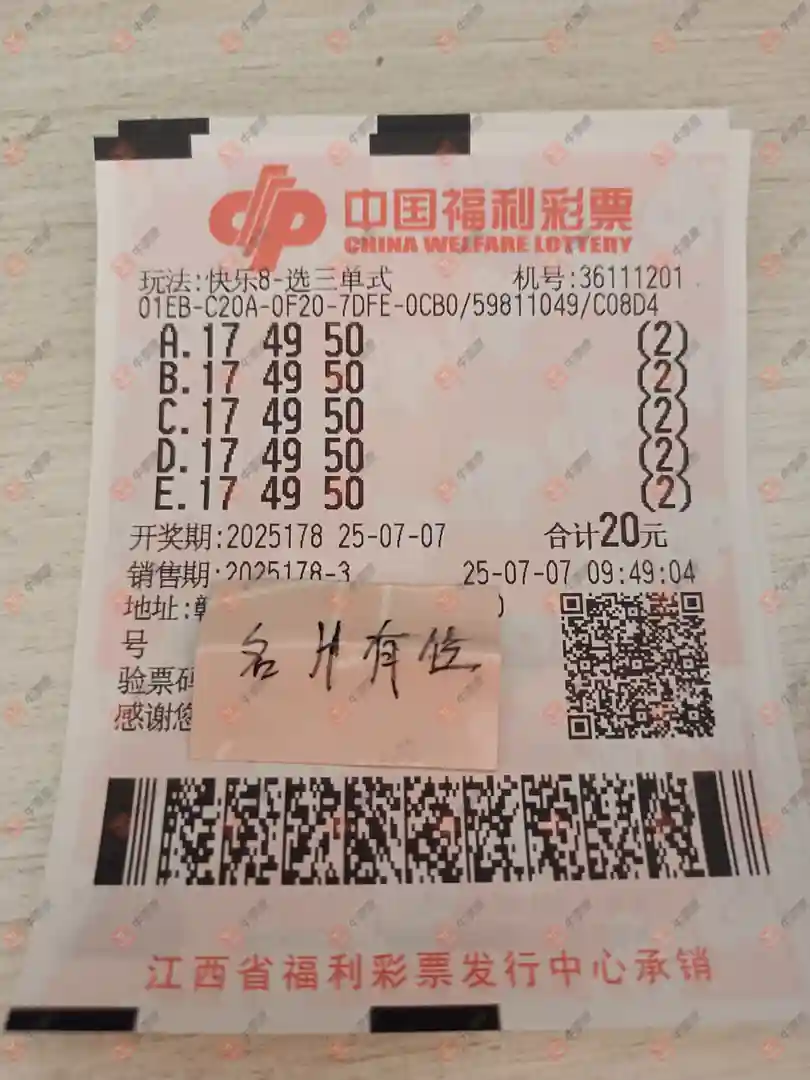 中国福利彩票
CHINA WELFARE LOTTERY
玩法:快乐8-选三单式 机号:36111201
01EB-C20A-0F20-7DFE-0CB0/59811049/C08D4
A.17 49 50 (2)
B.17 49 50 (2)
C.17 49 50 (2)
D.17 49 50 (2)
E.17 49 50 (2)
开奖期:2025178 25-07-07 合计20元
销售期:2025178-3 25-07-07 09:49:04
地址:赣
号
验票码
感谢您
名片有位
江西省福利彩票发行中心承销